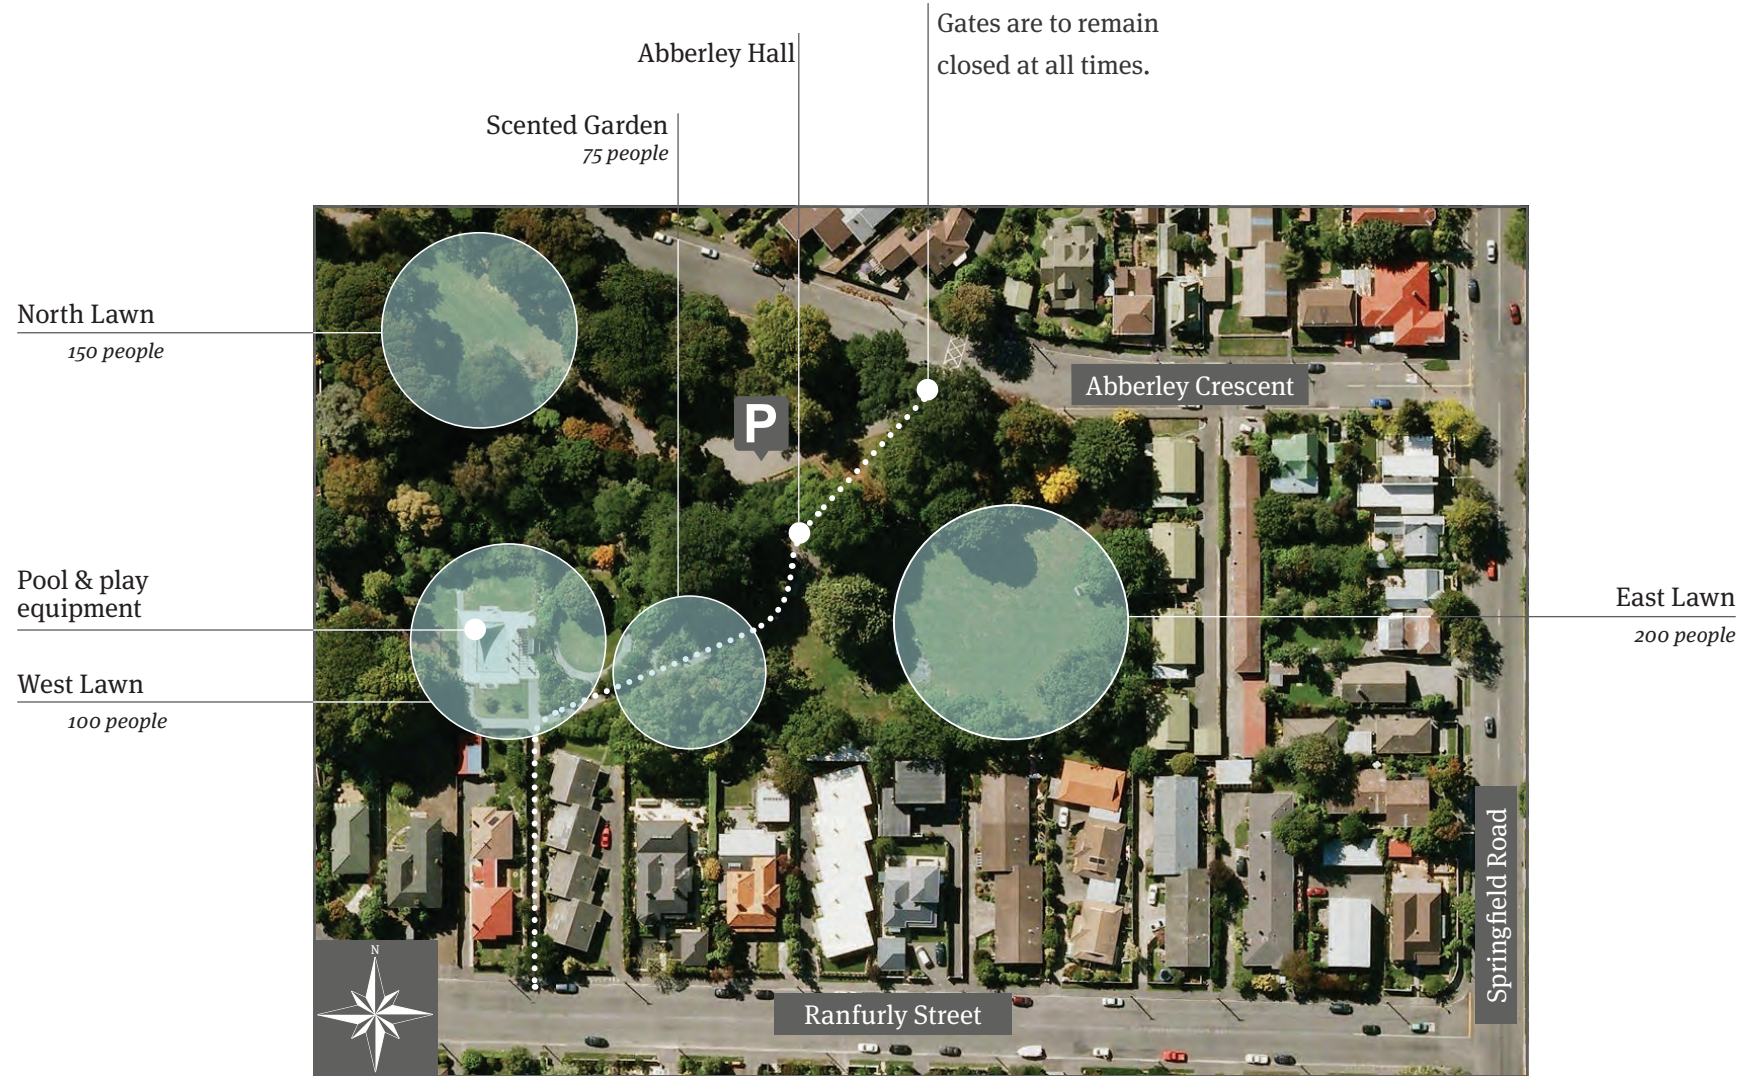 Gates are to remain
closed at all times.
Abberley Hall
Scented Garden
75 people
North Lawn
150 people
P
Abberley Crescent
Pool & play
equipment
East Lawn
200 people
West Lawn
100 people
Springfield Road
N
Ranfurly Street